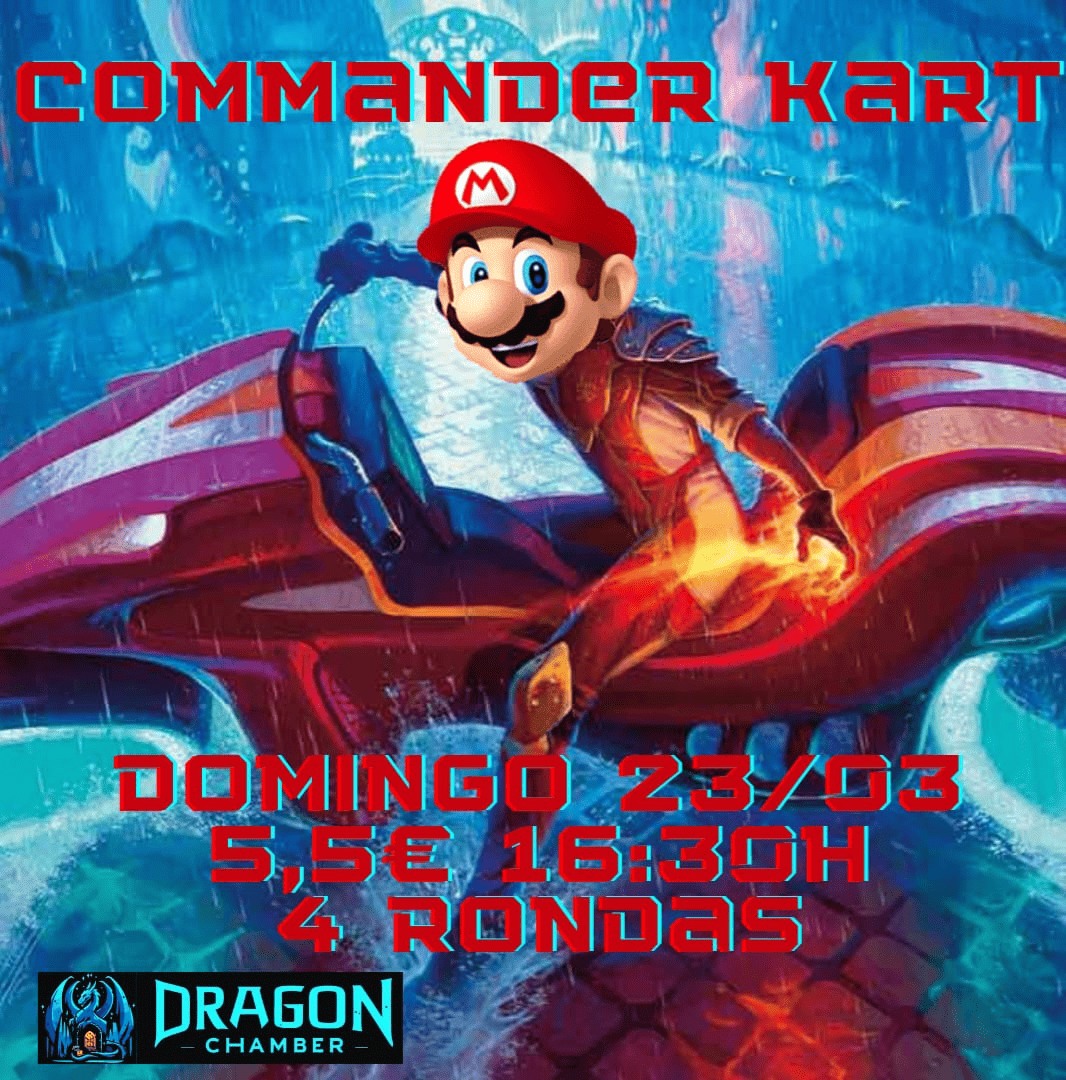 COMMANDER KART
M
DOMINGO 23/03
5,5€ 16:30H
4 RONDAS
DRAGON
- CHAMBER -